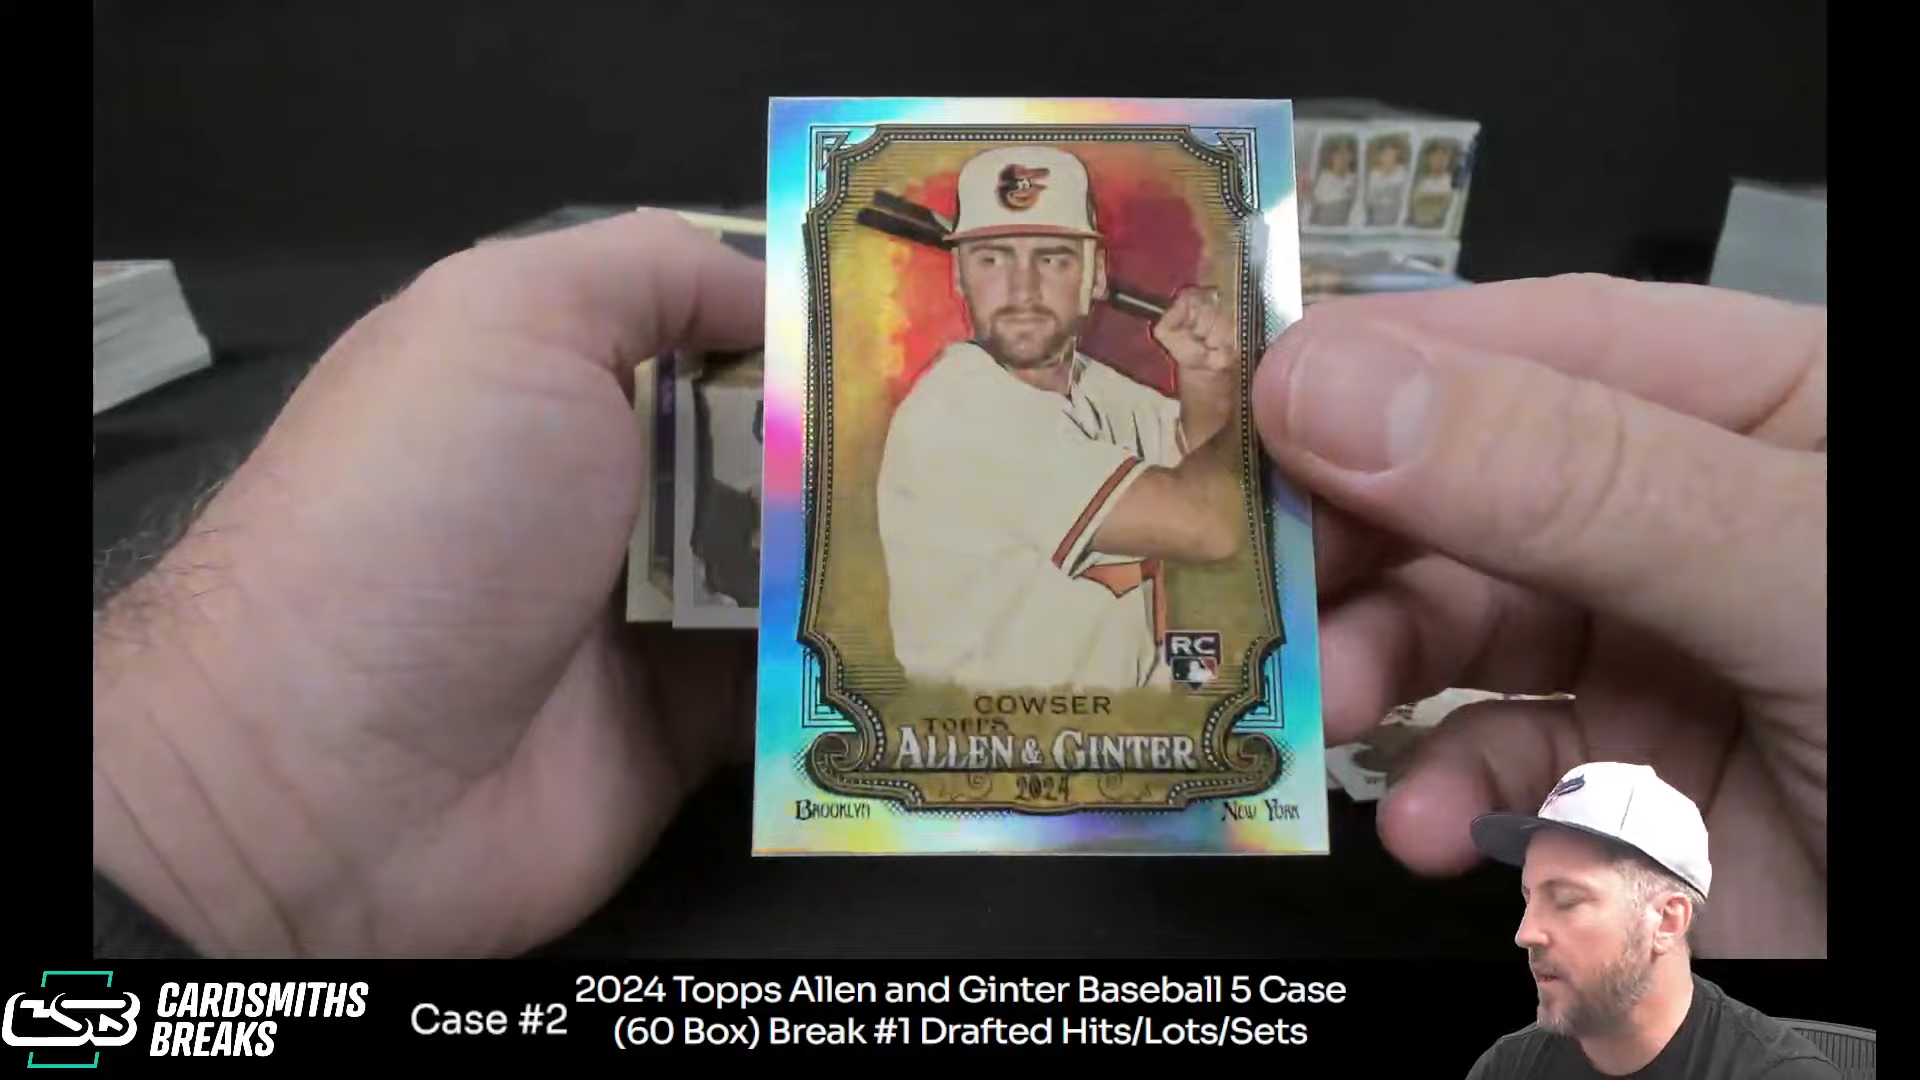 RC
COWSER
TOPPS
ALLEN & GINTER
2024
BROOKLYN
NEW YORK
CSB
CARDSMITHS
BREAKS
Case #2
2024 Topps Allen and Ginter Baseball 5 Case
(60 Box) Break #1 Drafted Hits/Lots/Sets